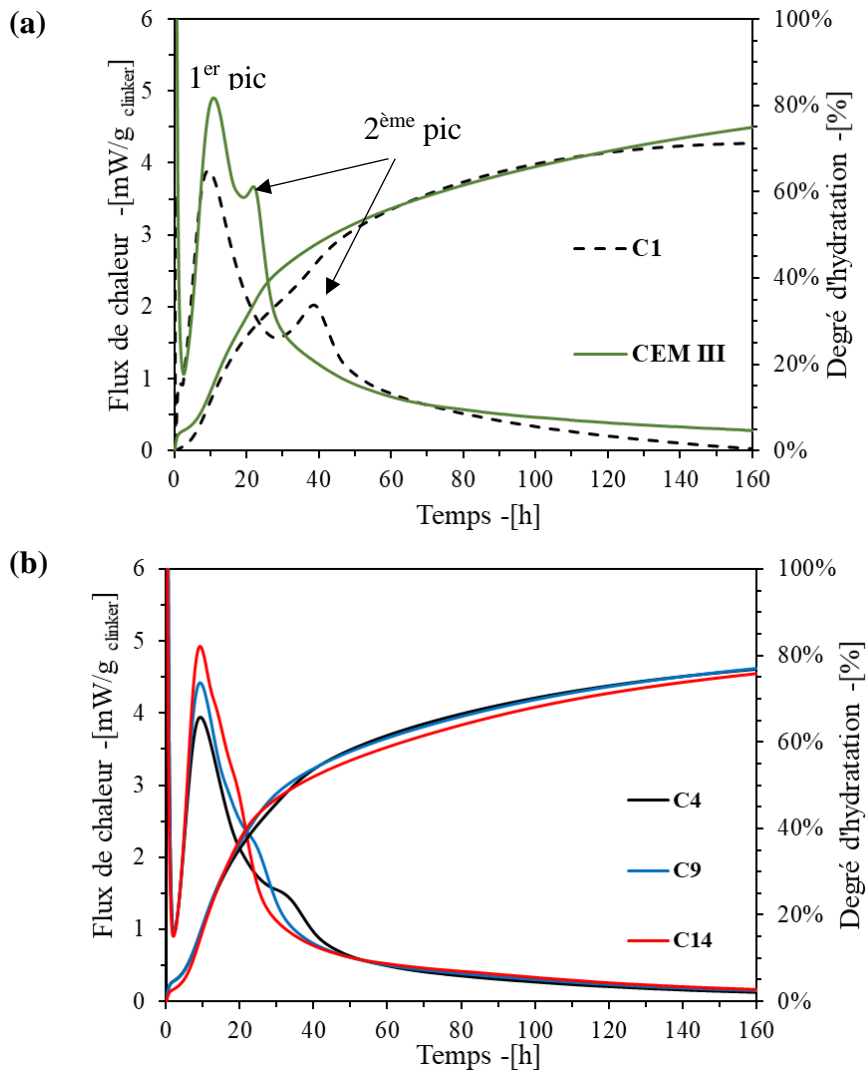 (a)
Flux de chaleur -[mW/g clinker]
6
5
4
3
2
1
0
1er pic
2ème pic
C1
CEM III
100%
80%
60%
40%
20%
0%
Degré d'hydratation -[%]
0 20 40 60 80 100 120 140 160
Temps -[h]
(b)
Flux de chaleur -[mW/g clinker]
6
5
4
3
2
1
0
C4
C9
C14
100%
80%
60%
40%
20%
0%
Degré d'hydratation -[%]
0 20 40 60 80 100 120 140 160
Temps -[h]